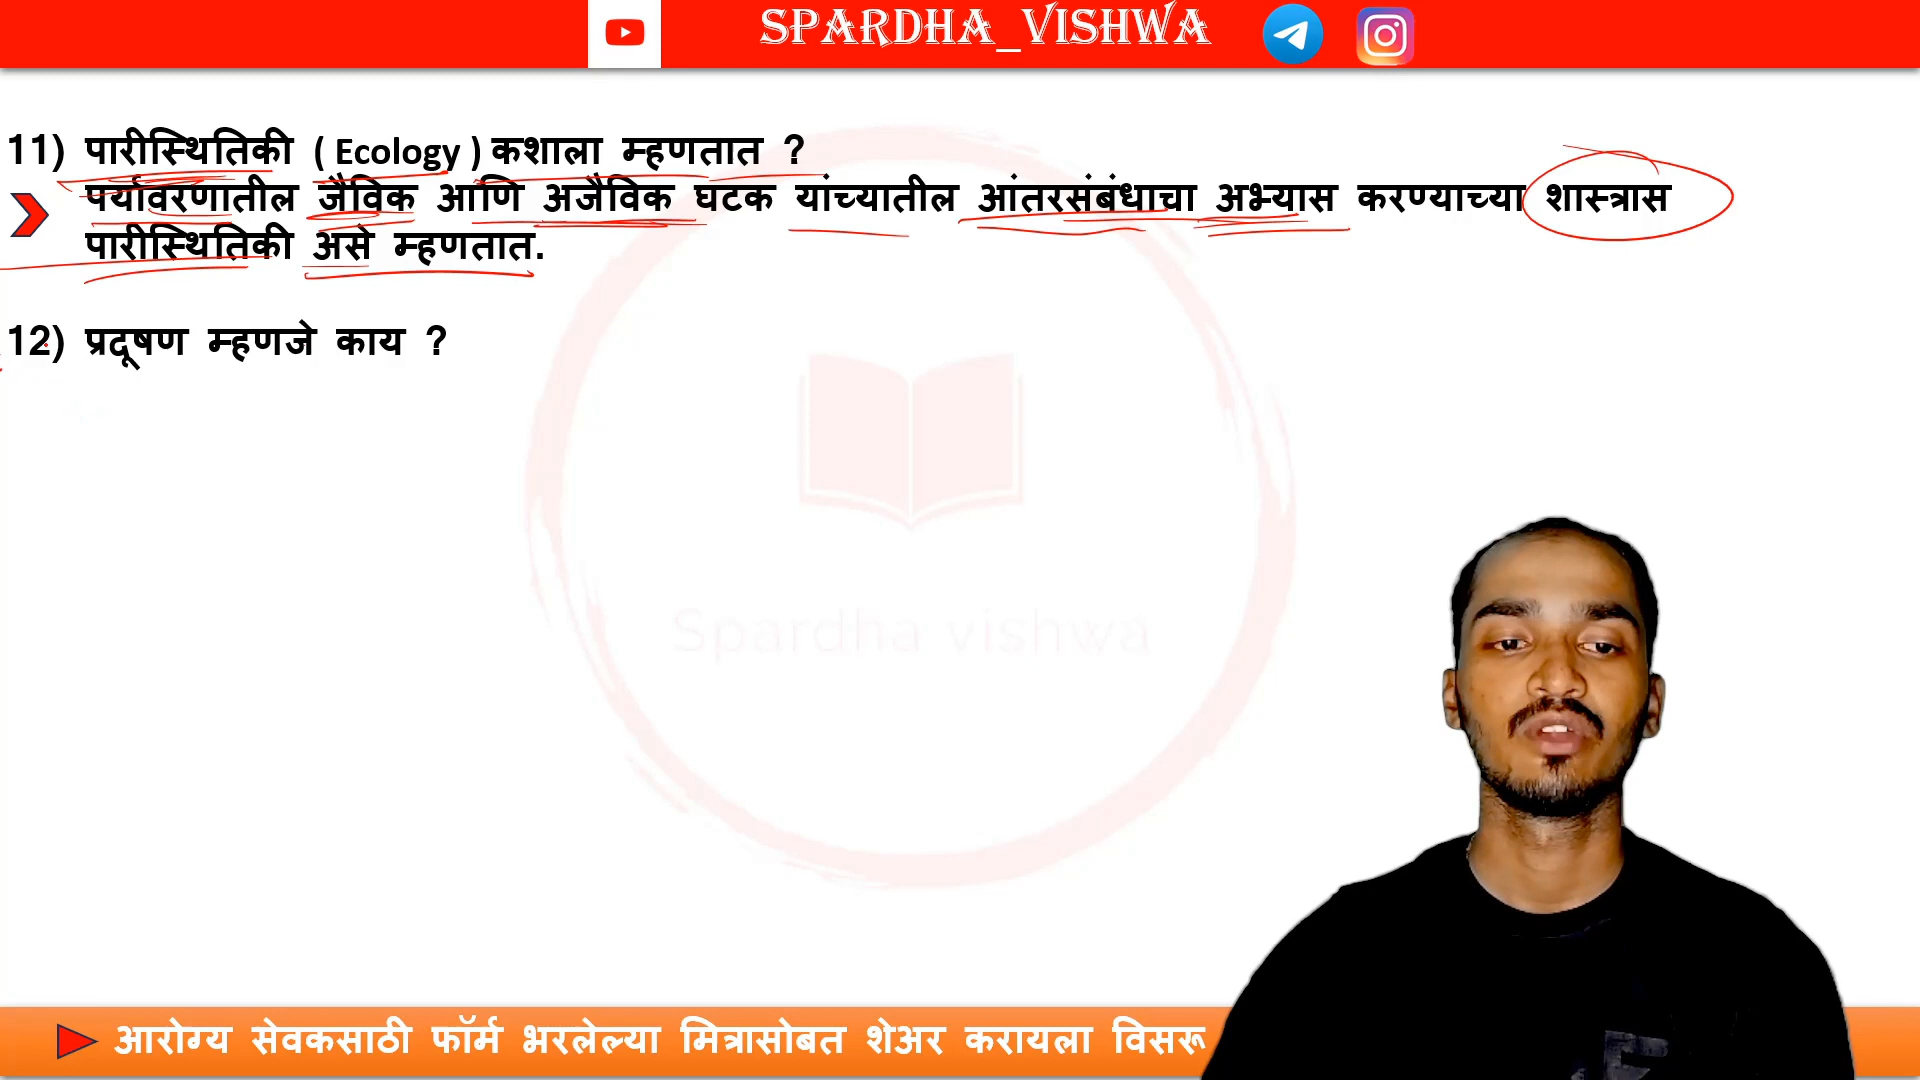 SPARDHA_VISHWA
11) पारीस्थितिकी ( Ecology ) कशाला म्हणतात ?
पर्यावरणातील जैविक आणि अजैविक घटक यांच्यातील आंतरसंबंधाचा अभ्यास करण्याच्या शास्त्रास
पारीस्थितिकी असे म्हणतात.
12) प्रदूषण म्हणजे काय ?
Spardha vishwa
आरोग्य सेवकसाठी फॉर्म भरलेल्या मित्रासोबत शेअर करायला विसरू